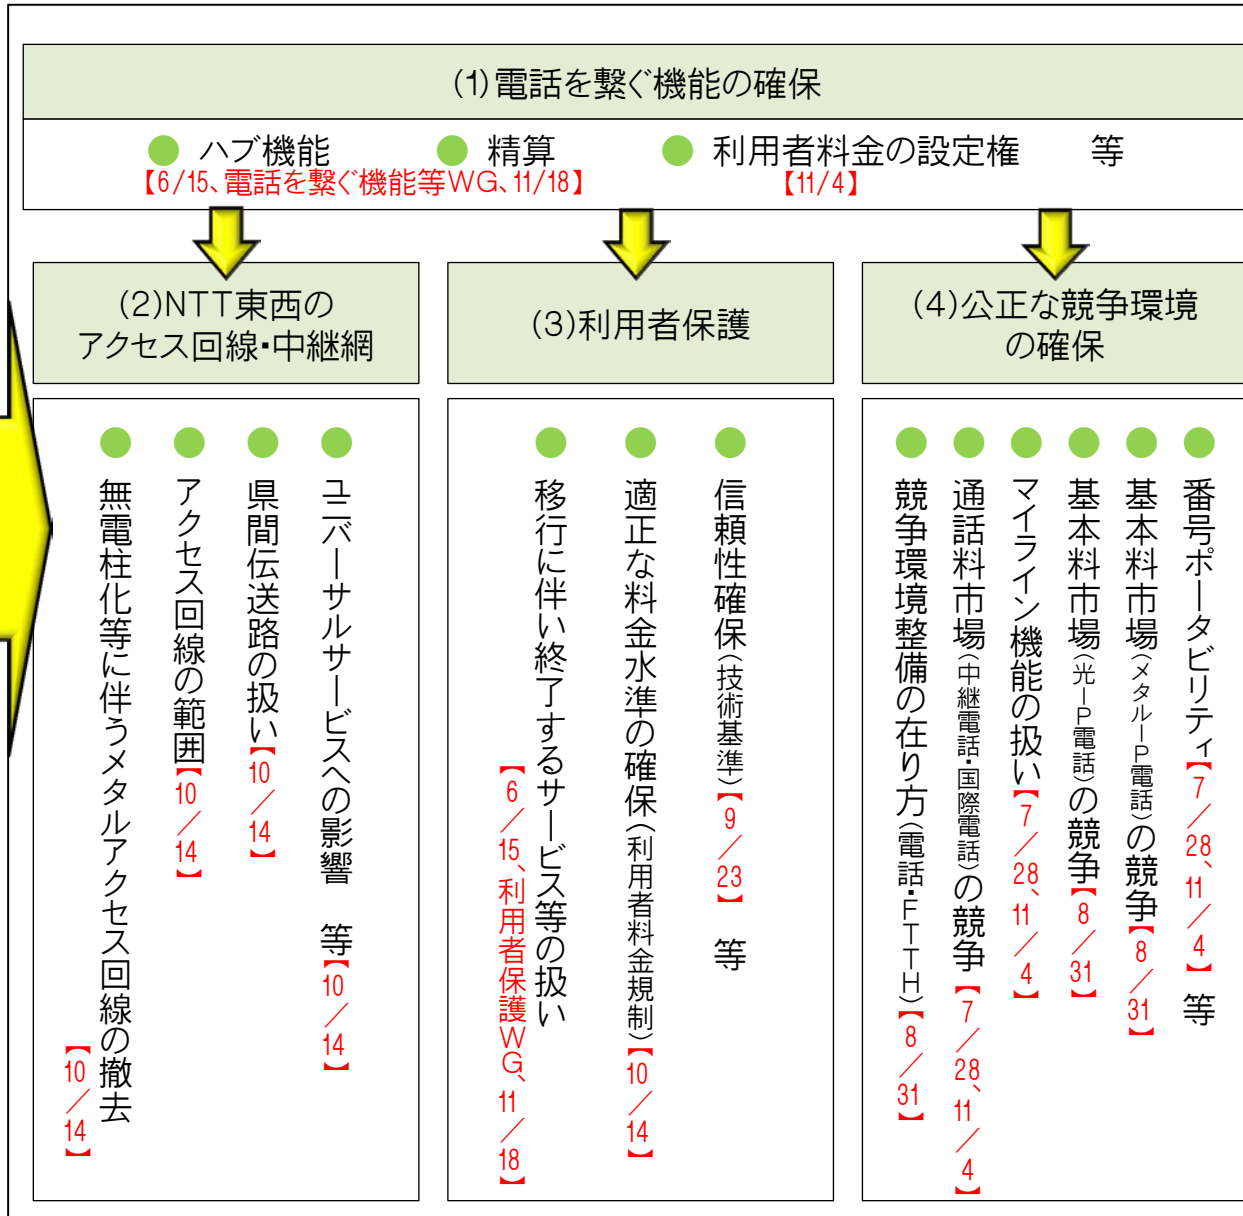 (1)電話を繋ぐ機能の確保
● ハブ機能 ● 精算 ● 利用者料金の設定権 等
【6/15、電話を繋ぐ機能等WG、11/18】 【11/4】
(2)NTT東西の
アクセス回線・中継網
ユニバーサルサービスへの影響 等【10/14】
県間伝送路の扱い【10/14】
アクセス回線の範囲【10/14】
無電柱化等に伴うメタルアクセス回線の撤去
【10/14】
(3)利用者保護
信頼性確保(技術基準)【9/23】 等
適正な料金水準の確保(利用者料金規制)【10/14】
移行に伴い終了するサービス等の扱い
【6/15、利用者保護WG、11/18】
(4)公正な競争環境
の確保
番号ポータビリティ【7/28、11/4】 等
基本料市場(メタルIP電話)の競争【8/31】
基本料市場(光IP電話)の競争【8/31】
マイライン機能の扱い【7/28、11/4】
通話料市場(中継電話・国際電話)の競争【7/28、11/4】
競争環境整備の在り方(電話・FTTH)【8/31】